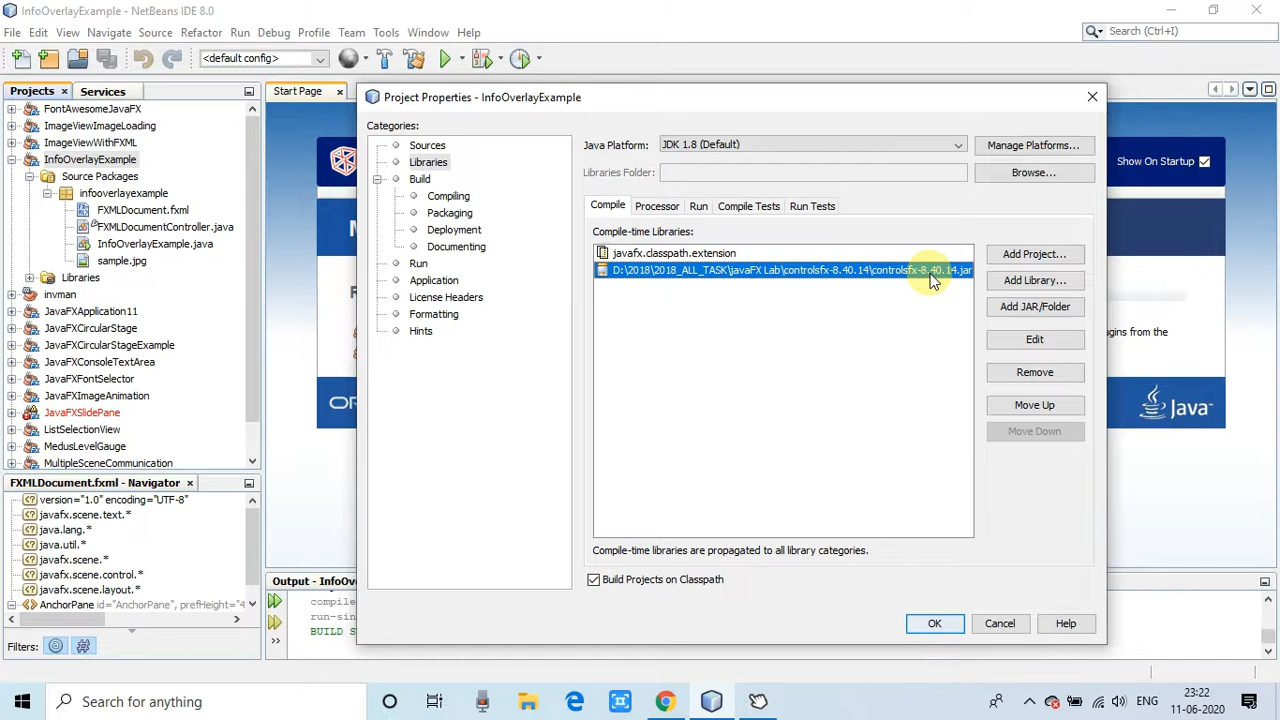 InfoOverlayExample - NetBeans IDE 8.0
File Edit View Navigate Source Refactor Run Debug Profile Team Tools Window Help
Search (Ctrl+I)
<default config>
Projects
Services
FontAwesomeJavaFX
ImageViewImageLoading
ImageViewWithFXML
InfoOverlayExample
Source Packages
infooverlayexample
FXMLDocument.fxml
FXMLDocumentController.java
InfoOverlayExample.java
sample.jpg
Libraries
invman
JavaFXApplication11
JavaFXCircularStage
JavaFXCircularStageExample
JavaFXConsoleTextArea
JavaFXFontSelector
JavaFXImageAnimation
JavaFXSlidePane
ListSelectionView
MedusLevelGauge
MultipleSceneCommunication
FXMLDocument.fxml - Navigator
version="1.0" encoding="UTF-8"
javafx.scene.text.*
java.lang.*
java.util.*
javafx.scene.*
javafx.scene.control.*
javafx.scene.layout.*
AnchorPane id="AnchorPane", prefHeight="4
Filters:
Start Page
Show On Startup
plugins from the
Java
Output - InfoO
compile
run-sin
BUILD S
Project Properties - InfoOverlayExample
Categories:
Sources
Libraries
Build
Compiling
Packaging
Deployment
Documenting
Run
Application
License Headers
Formatting
Hints
Java Platform:
JDK 1.8 (Default)
Manage Platforms...
Libraries Folder:
Browse...
Compile
Processor
Run
Compile Tests
Run Tests
Compile-time Libraries:
javafx.classpath.extension
D:\2018\2018_ALL_TASK\javaFX Lab\controlsfx-8.40.14\controlsfx-8.40.14.jar
Add Project...
Add Library...
Add JAR/Folder
Edit
Remove
Move Up
Move Down
Compile-time libraries are propagated to all library categories.
Build Projects on Classpath
OK
Cancel
Help
Search for anything
ENG
23:22
11-06-2020